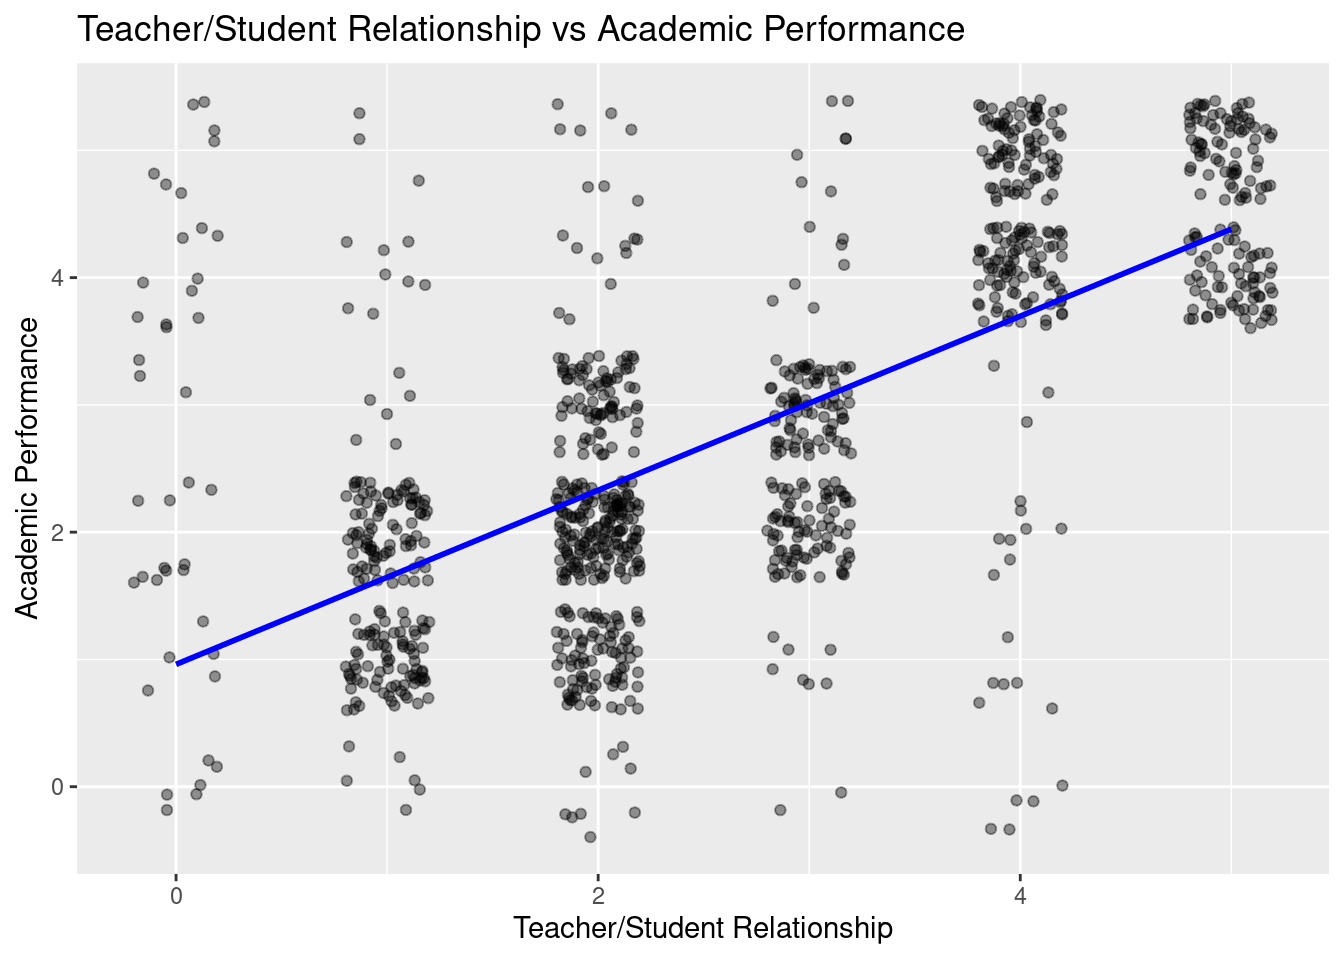 Teacher/Student Relationship vs Academic Performance
Academic Performance
4
2
0
0 2 4
Teacher/Student Relationship